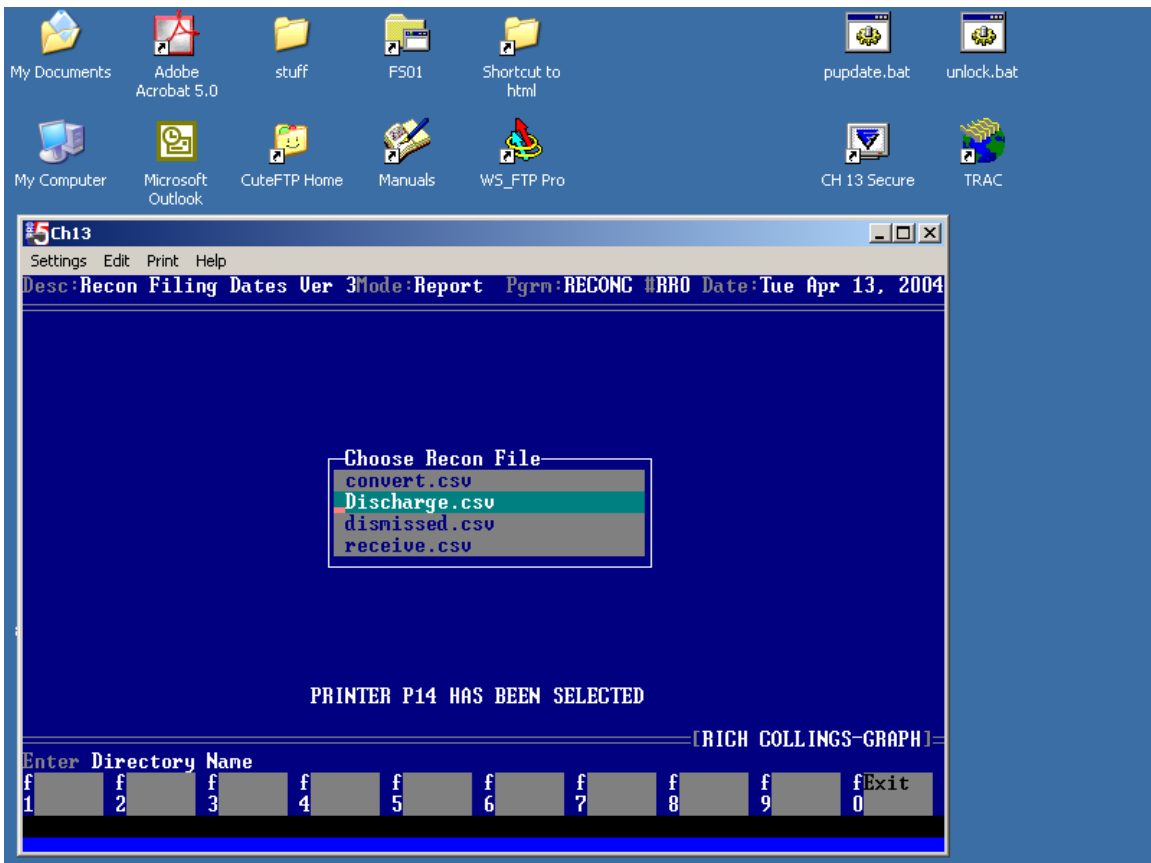 My Documents
Adobe
Acrobat 5.0
stuff
FS01
Shortcut to
html
pupdate.bat
unlock.bat
My Computer
Microsoft
Outlook
CuteFTP Home
Manuals
WS_FTP Pro
CH 13 Secure
TRAC
Ch13
Settings Edit Print Help
Desc:Recon Filing Dates Ver 3Mode:Report Pgrm:RECONC #RR0 Date:Tue Apr 13, 2004
Choose Recon File
convert.csv
Discharge.csv
dismissed.csv
receive.csv
PRINTER P14 HAS BEEN SELECTED
[RICH COLLINGS-GRAPH]
Enter Directory Name
f f f f f f f f f fExit
1 2 3 4 5 6 7 8 9 0